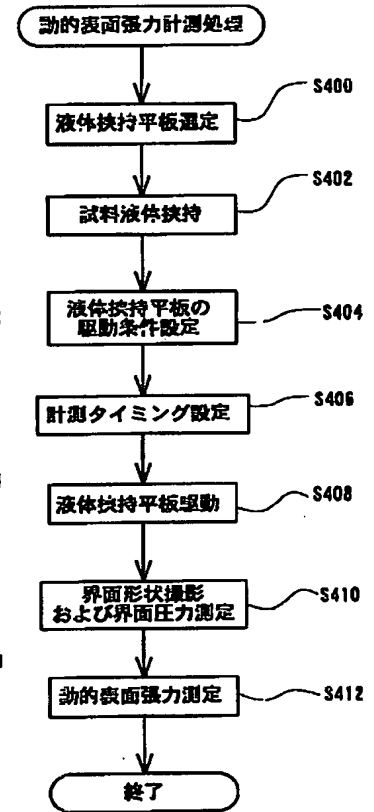 動的表面張力計測処理
S400
液体挟持平板選定
S402
試料液体挟持
液体挟持平板の
駆動条件設定
S404
S406
計測タイミング設定
液体挟持平板駆動
S408
界面形状撮影
および界面圧力測定
S410
動的表面張力測定
S412
終了